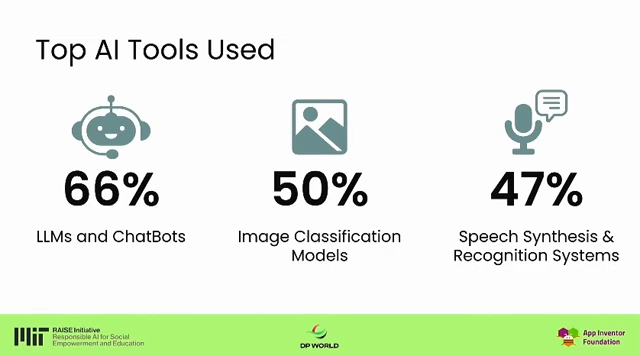 Top AI Tools Used
66%
LLMs and ChatBots
50%
Image Classification
Models
47%
Speech Synthesis &
Recognition Systems
MIT
RAISE Initiative
Responsible AI for Social
Empowerment and Education
DP WORLD
App Inventor
Foundation